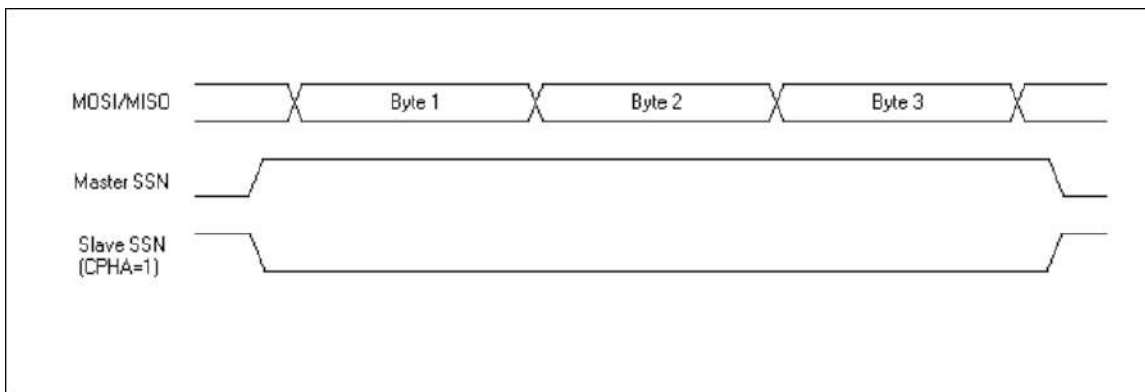 MOSI/MISO
Byte 1
Byte 2
Byte 3
Master SSN
Slave SSN
(CPHA=1)